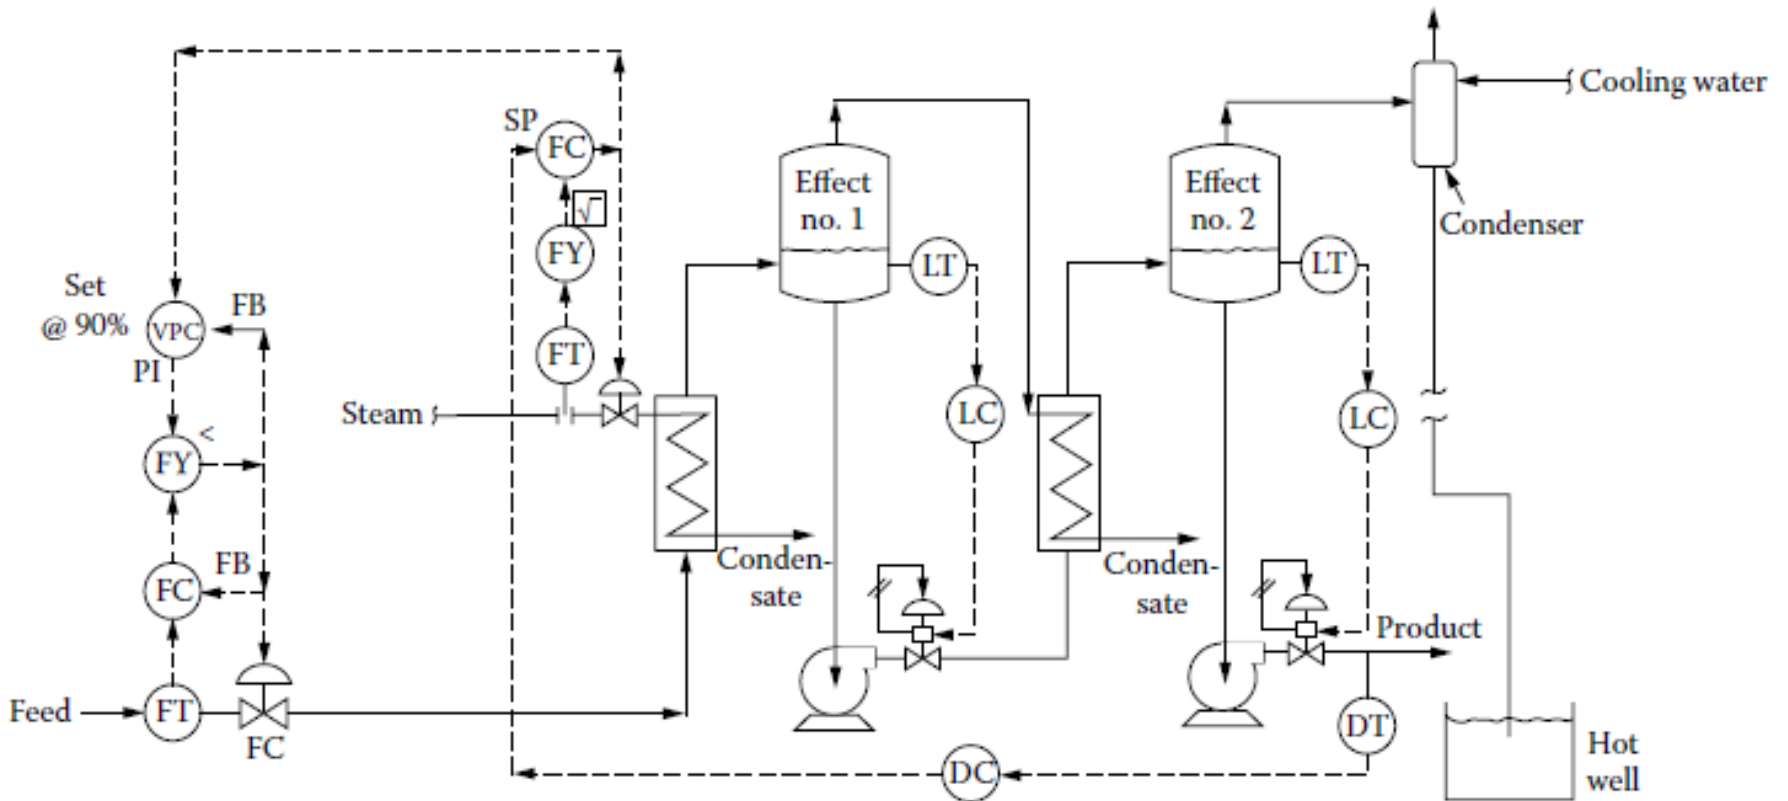 Cooling water
SP
FC
Effect
no. 1
Effect
no. 2
√
Condenser
FY
LT
LT
Set
@ 90%
FB
VPC
PI
FT
Steam
LC
LC
<
FY
Conden-
sate
Conden-
sate
FB
FC
Product
Feed
FT
FC
DT
Hot
well
DC